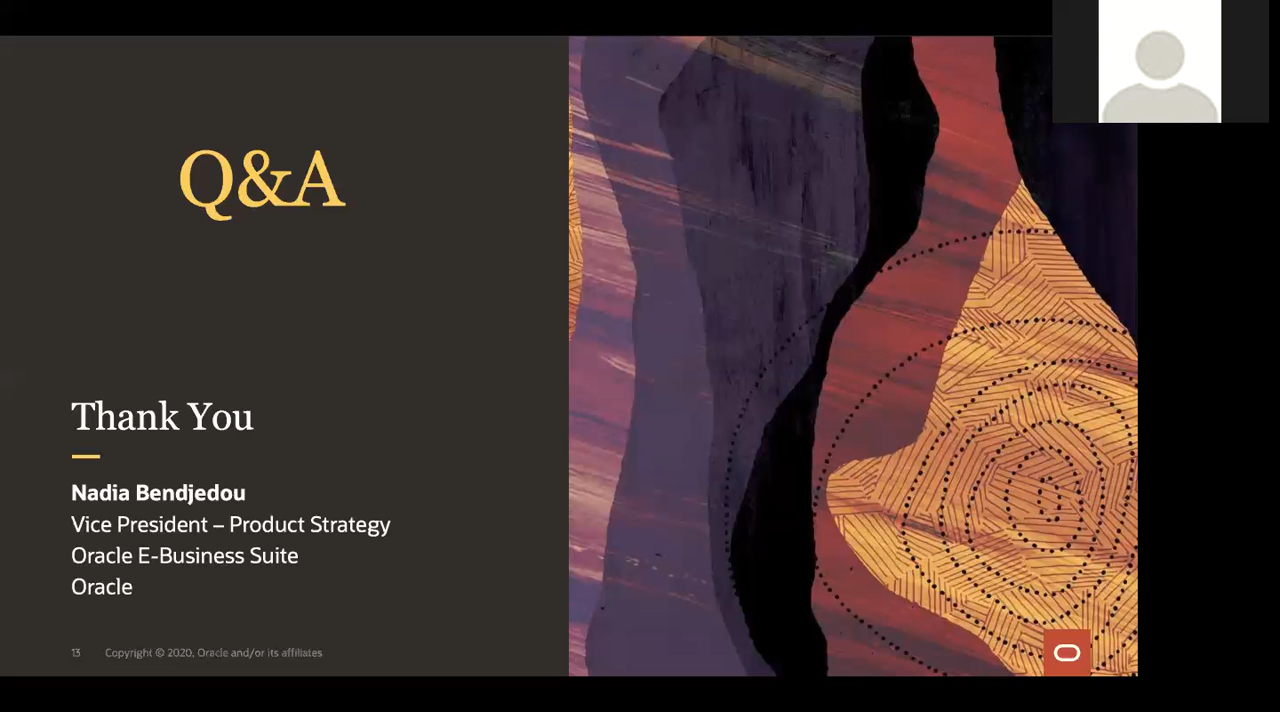 Q&A
Thank You
Nadia Bendjedou
Vice President – Product Strategy
Oracle E-Business Suite
Oracle
13 Copyright © 2020, Oracle and/or its affiliates